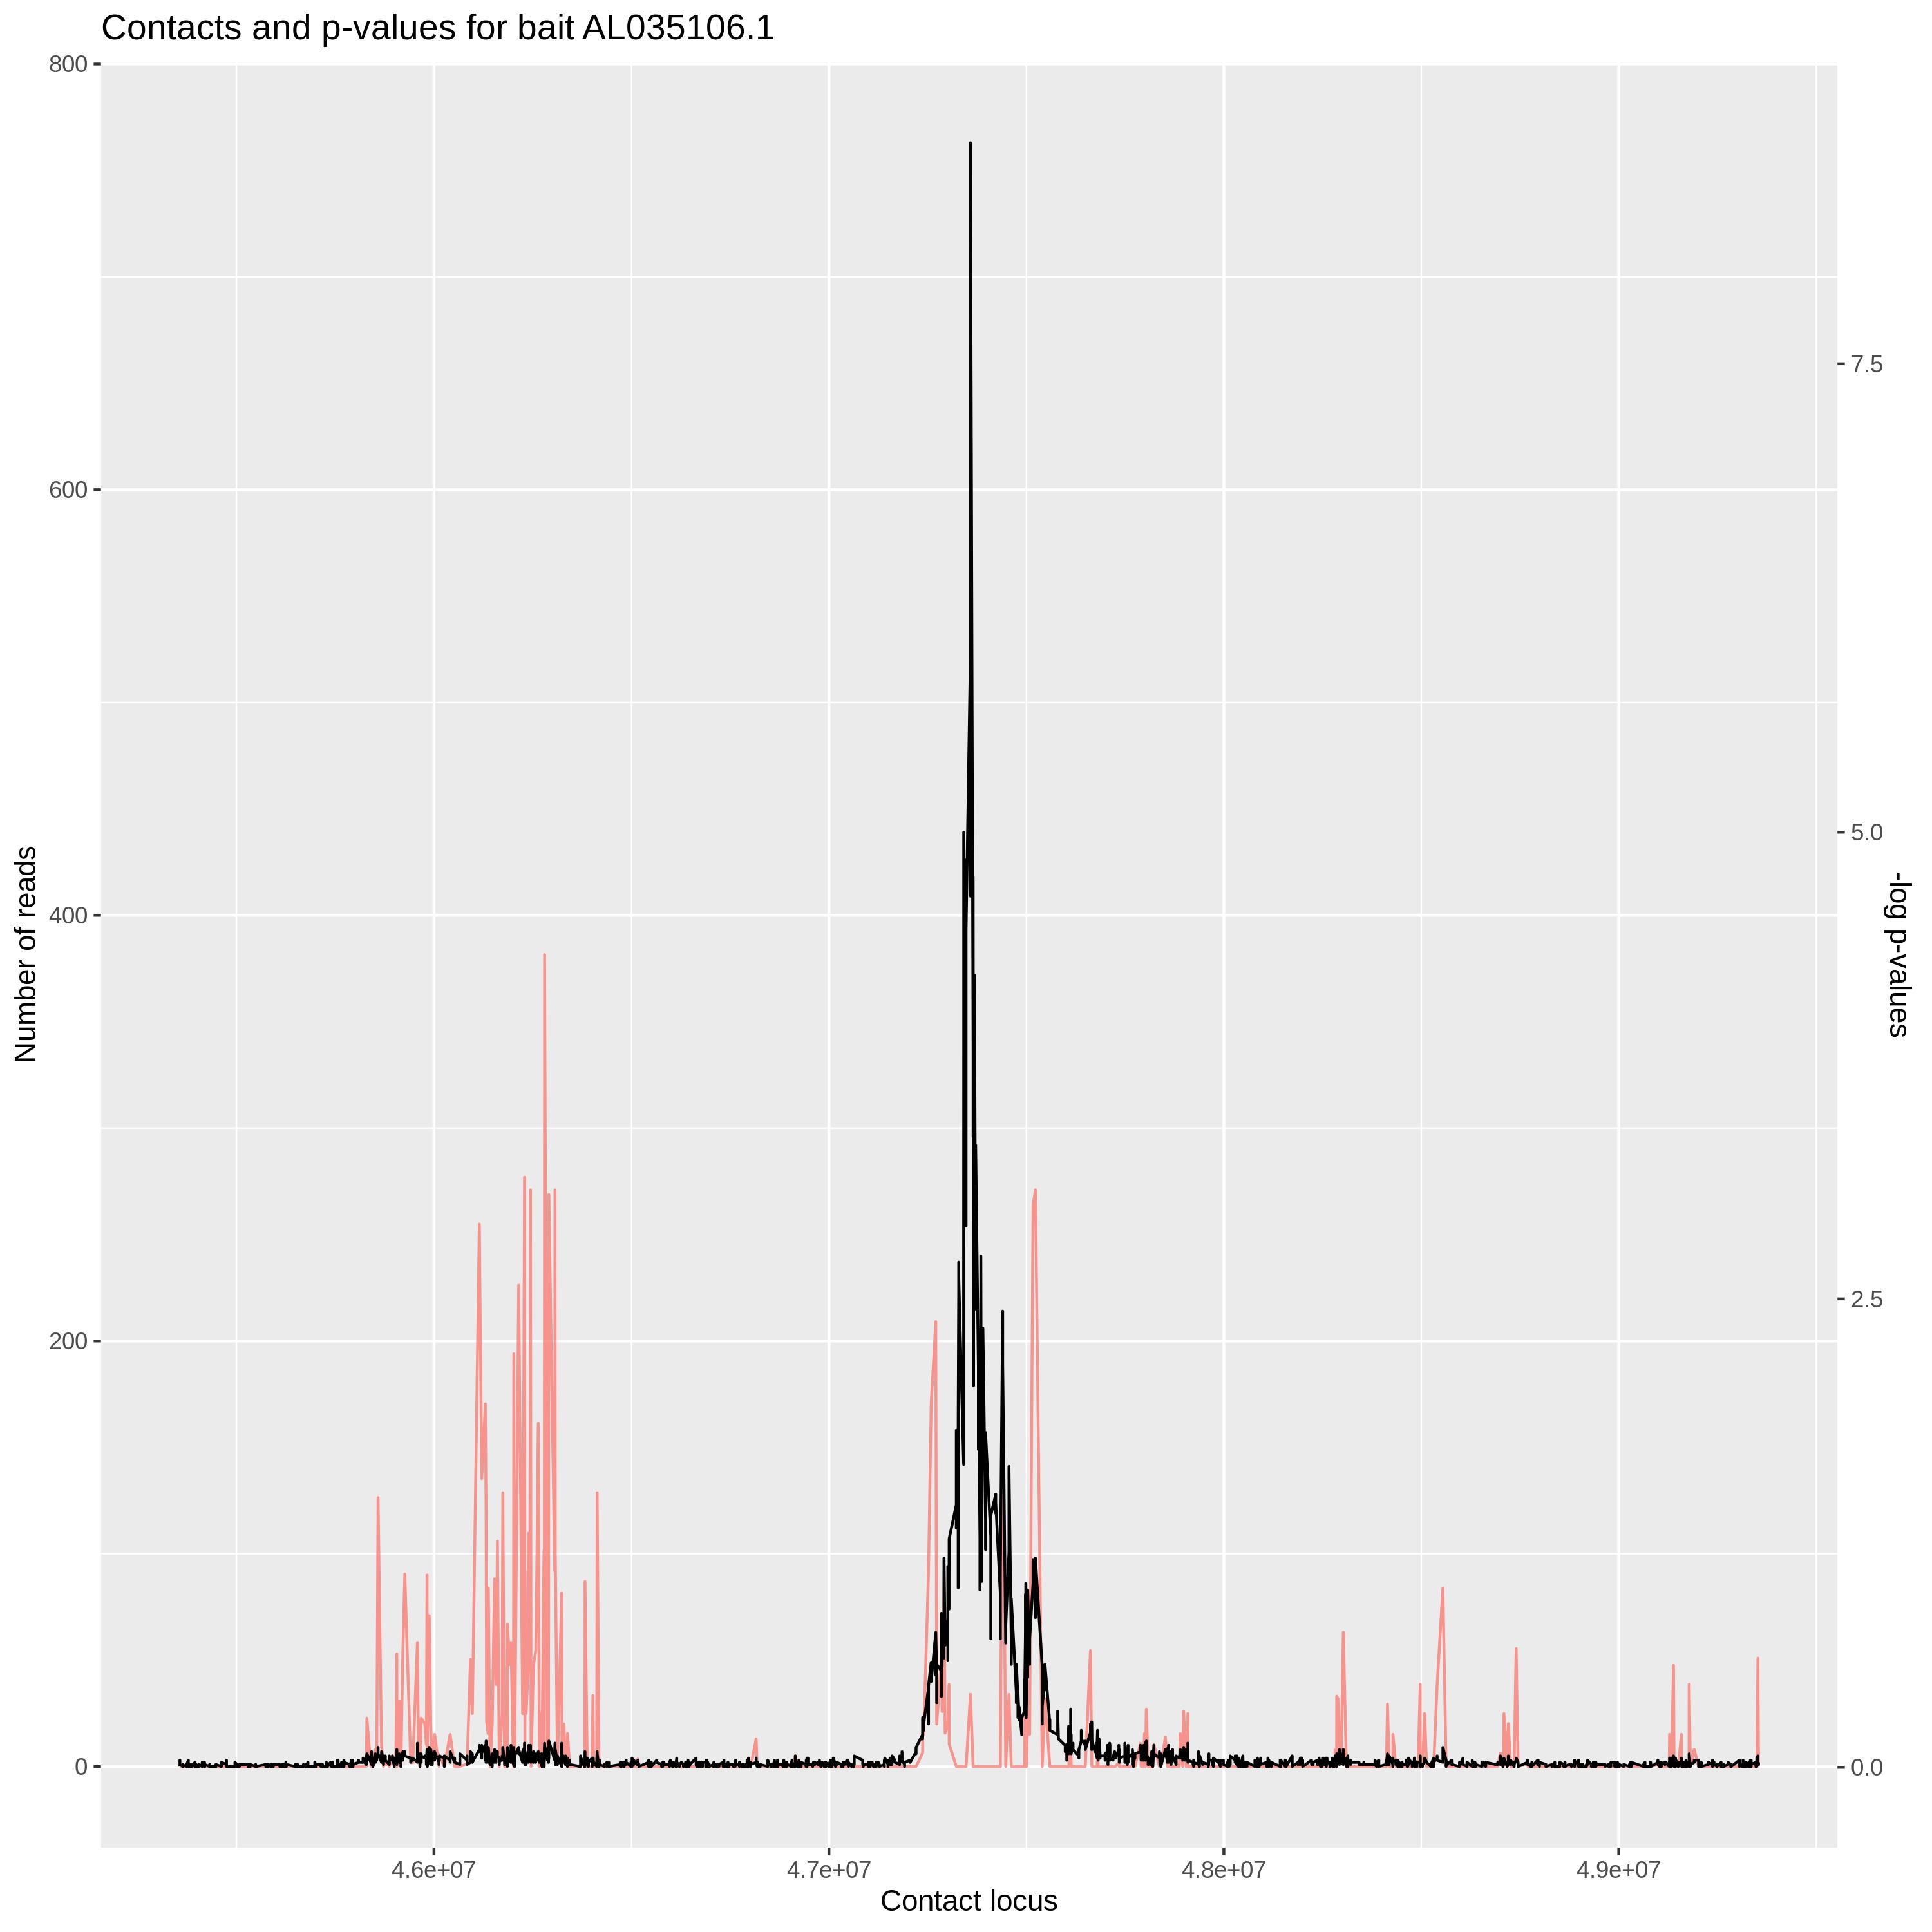 Contacts and p-values for bait AL035106.1
800
600
400
200
0
Number of reads
7.5
5.0
2.5
0.0
-log p-values
4.6e+07 4.7e+07 4.8e+07 4.9e+07
Contact locus